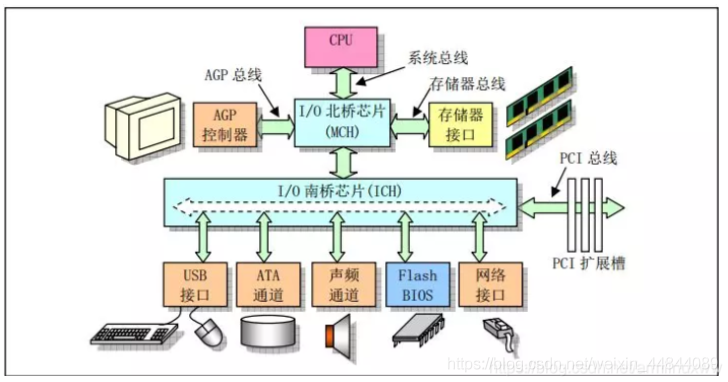 CPU
系统总线
AGP 总线
存储器总线
AGP
控制器
I/O 北桥芯片
(MCH)
存储器
接口
PCI 总线
I/O 南桥芯片(ICH)
PCI 扩展槽
USB
接口
ATA
通道
声频
通道
Flash
BIOS
网络
接口
https://blog.csdn.net/weixin_44844089